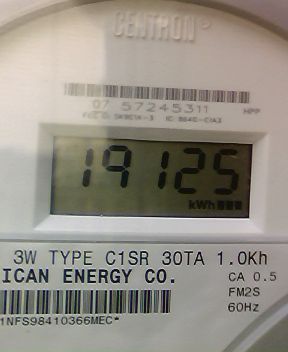 CENTRON®
07 57245311 HPP
19125
kWh
3W TYPE C1SR 30TA 1.0Kh
ICAN ENERGY CO. CA 0.5
FM2S
1NFS98410366MEC* 60Hz